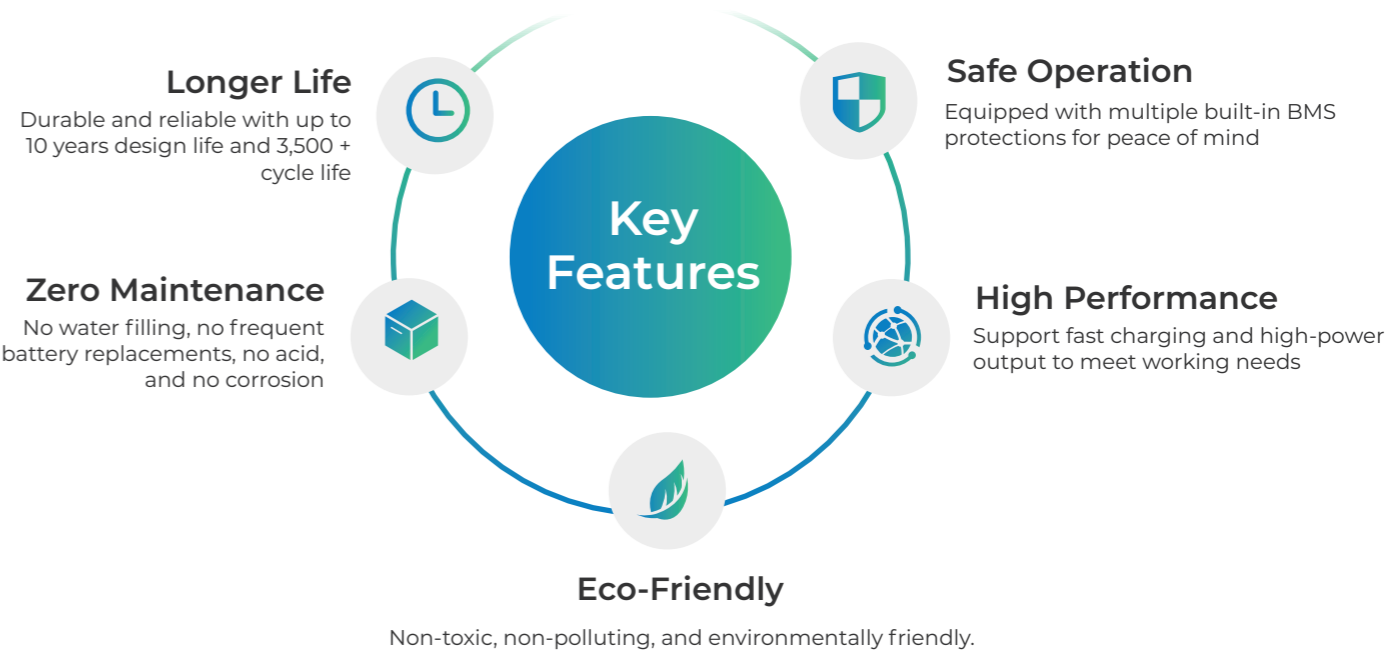 Longer Life
Durable and reliable with up to
10 years design life and 3,500 +
cycle life
Zero Maintenance
No water filling, no frequent
battery replacements, no acid,
and no corrosion
Key
Features
Safe Operation
Equipped with multiple built-in BMS
protections for peace of mind
High Performance
Support fast charging and high-power
output to meet working needs
Eco-Friendly
Non-toxic, non-polluting, and environmentally friendly.